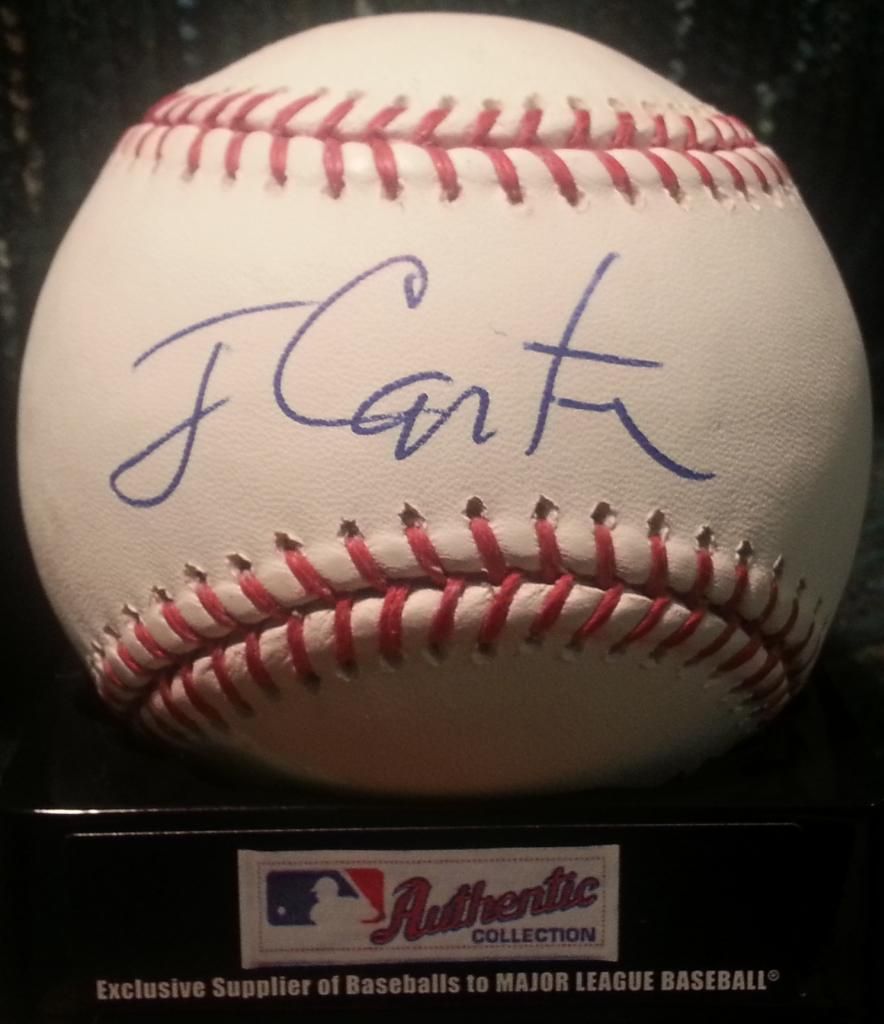 J Carter
Authentic
COLLECTION
Exclusive Supplier of Baseballs to MAJOR LEAGUE BASEBALL®